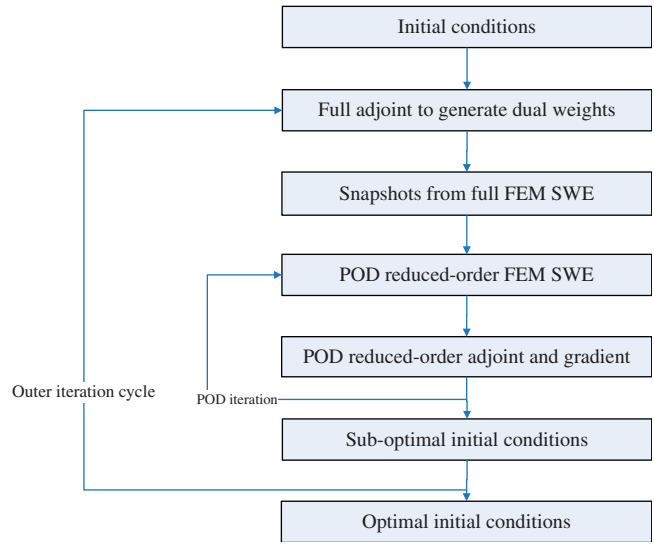 Initial conditions
Full adjoint to generate dual weights
Snapshots from full FEM SWE
POD reduced-order FEM SWE
POD reduced-order adjoint and gradient
Outer iteration cycle
POD iteration
Sub-optimal initial conditions
Optimal initial conditions